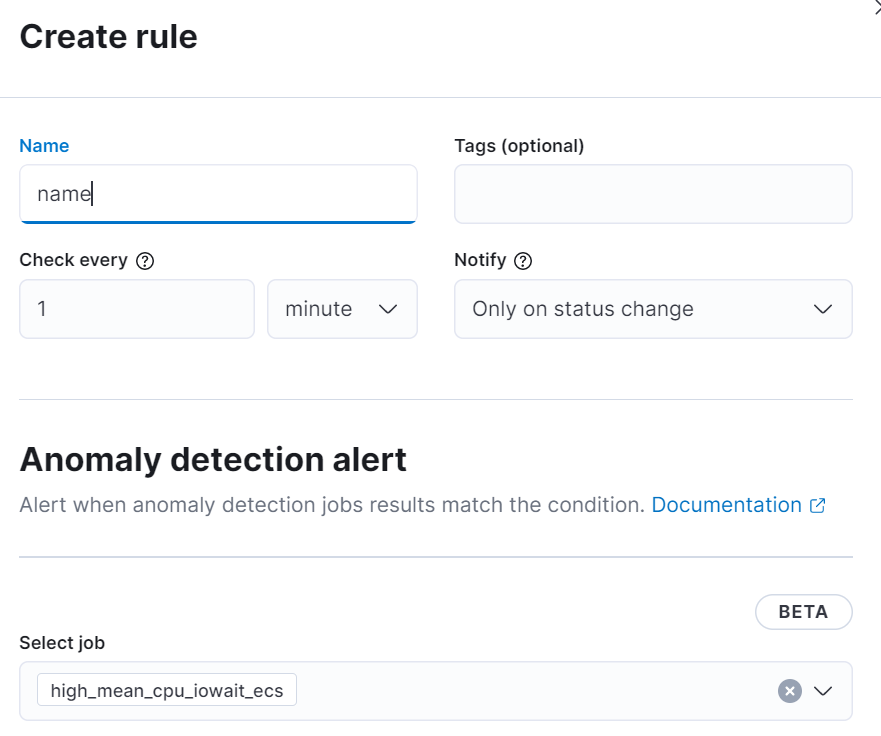 Create rule
Name
Tags (optional)
name
Check every
Notify
1
minute
Only on status change
Anomaly detection alert
Alert when anomaly detection jobs results match the condition. Documentation
BETA
Select job
high_mean_cpu_iowait_ecs